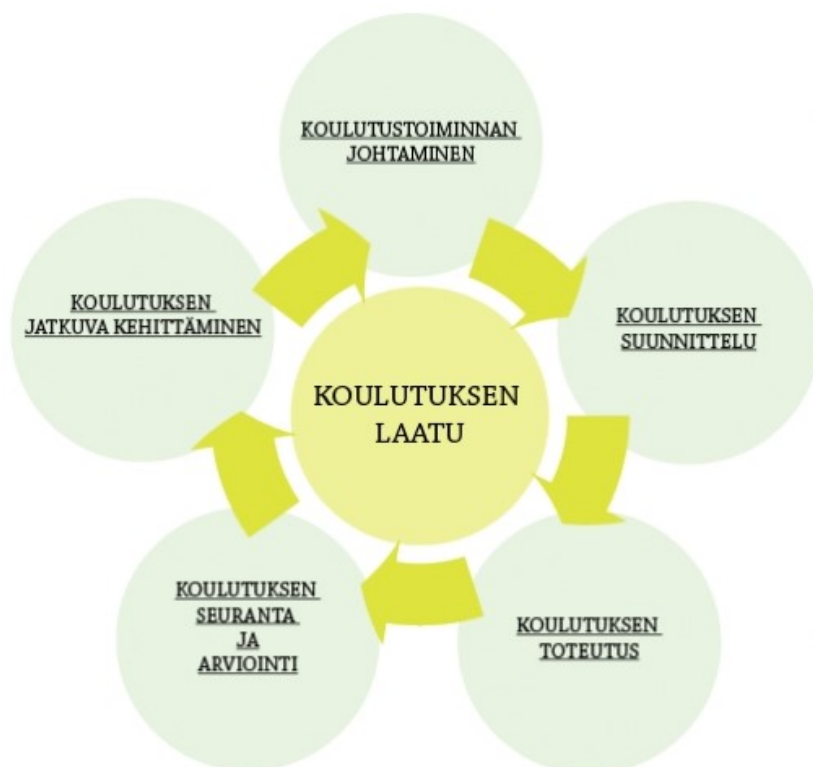 KOULUTUSTOIMINNAN
JOHTAMINEN
KOULUTUKSEN
SUUNNITTELU
KOULUTUKSEN
TOTEUTUS
KOULUTUKSEN
SEURANTA
JA
ARVIOINTI
KOULUTUKSEN
JATKUVA KEHITTÄMINEN
KOULUTUKSEN
LAATU